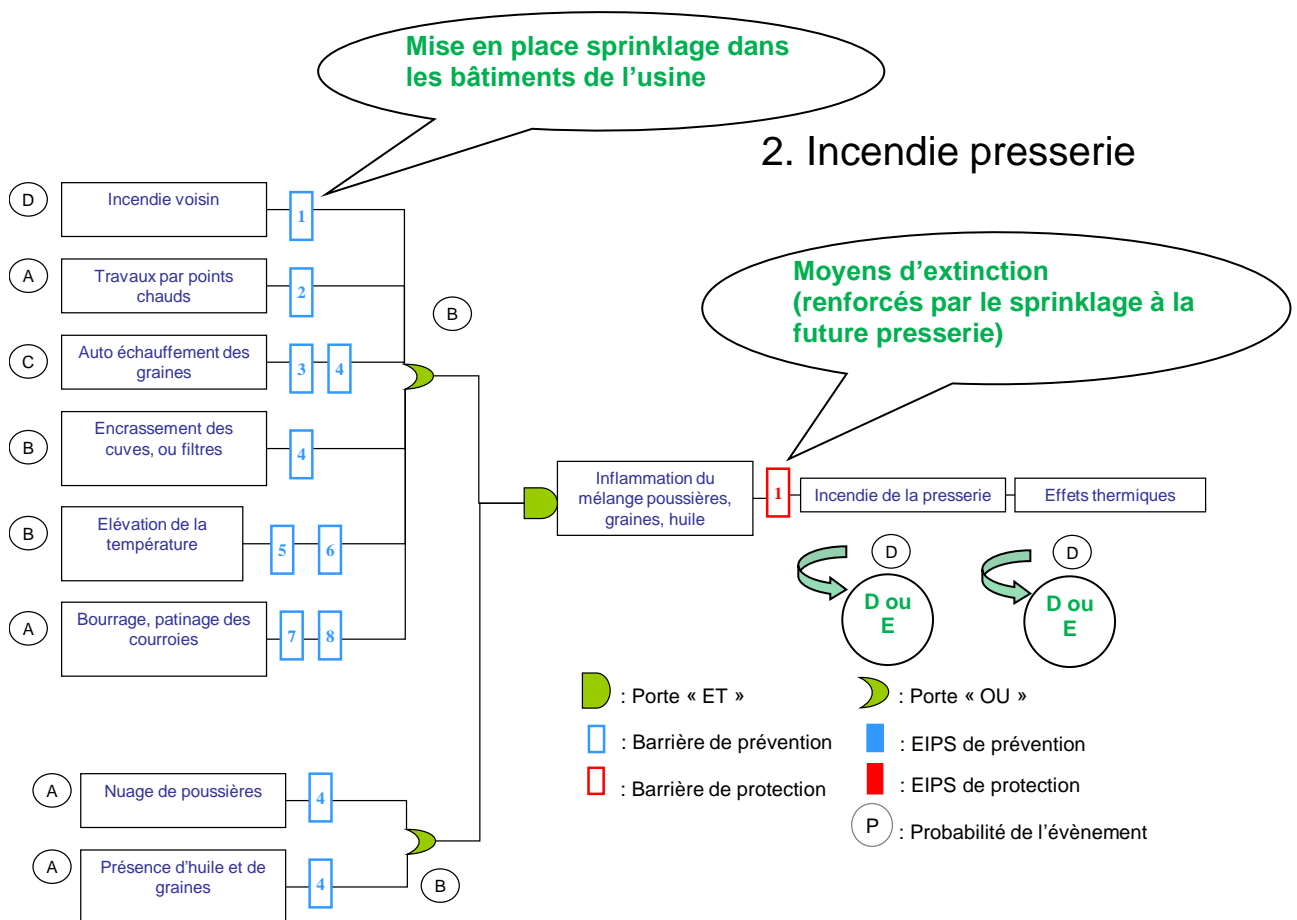 Mise en place sprinklage dans
les bâtiments de l'usine
2. Incendie presserie
D
Incendie voisin
1
A
Travaux par points
chauds
2
B
Moyens d'extinction
(renforcés par le sprinklage à la
future presserie)
C
Auto échauffement des
graines
3
4
B
Encrassement des
cuves, ou filtres
4
B
Elévation de la
température
5
6
A
Bourrage, patinage des
courroies
7
8
Inflammation du
mélange poussières,
graines, huile
1
Incendie de la presserie
Effets thermiques
D
D ou
E
D
D ou
E
: Porte « ET »
: Porte « OU »
: Barrière de prévention
: EIPS de prévention
: Barrière de protection
: EIPS de protection
P
: Probabilité de l'évènement
A
Nuage de poussières
4
A
Présence d'huile et de
graines
4
B